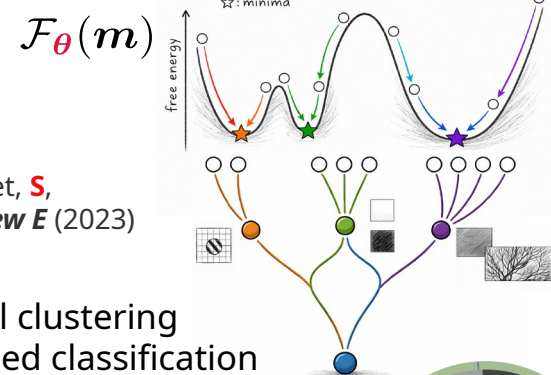 ☆: minima
𝓕θ(m)
free energy
et, S,
ew E (2023)
l clustering
ed classification